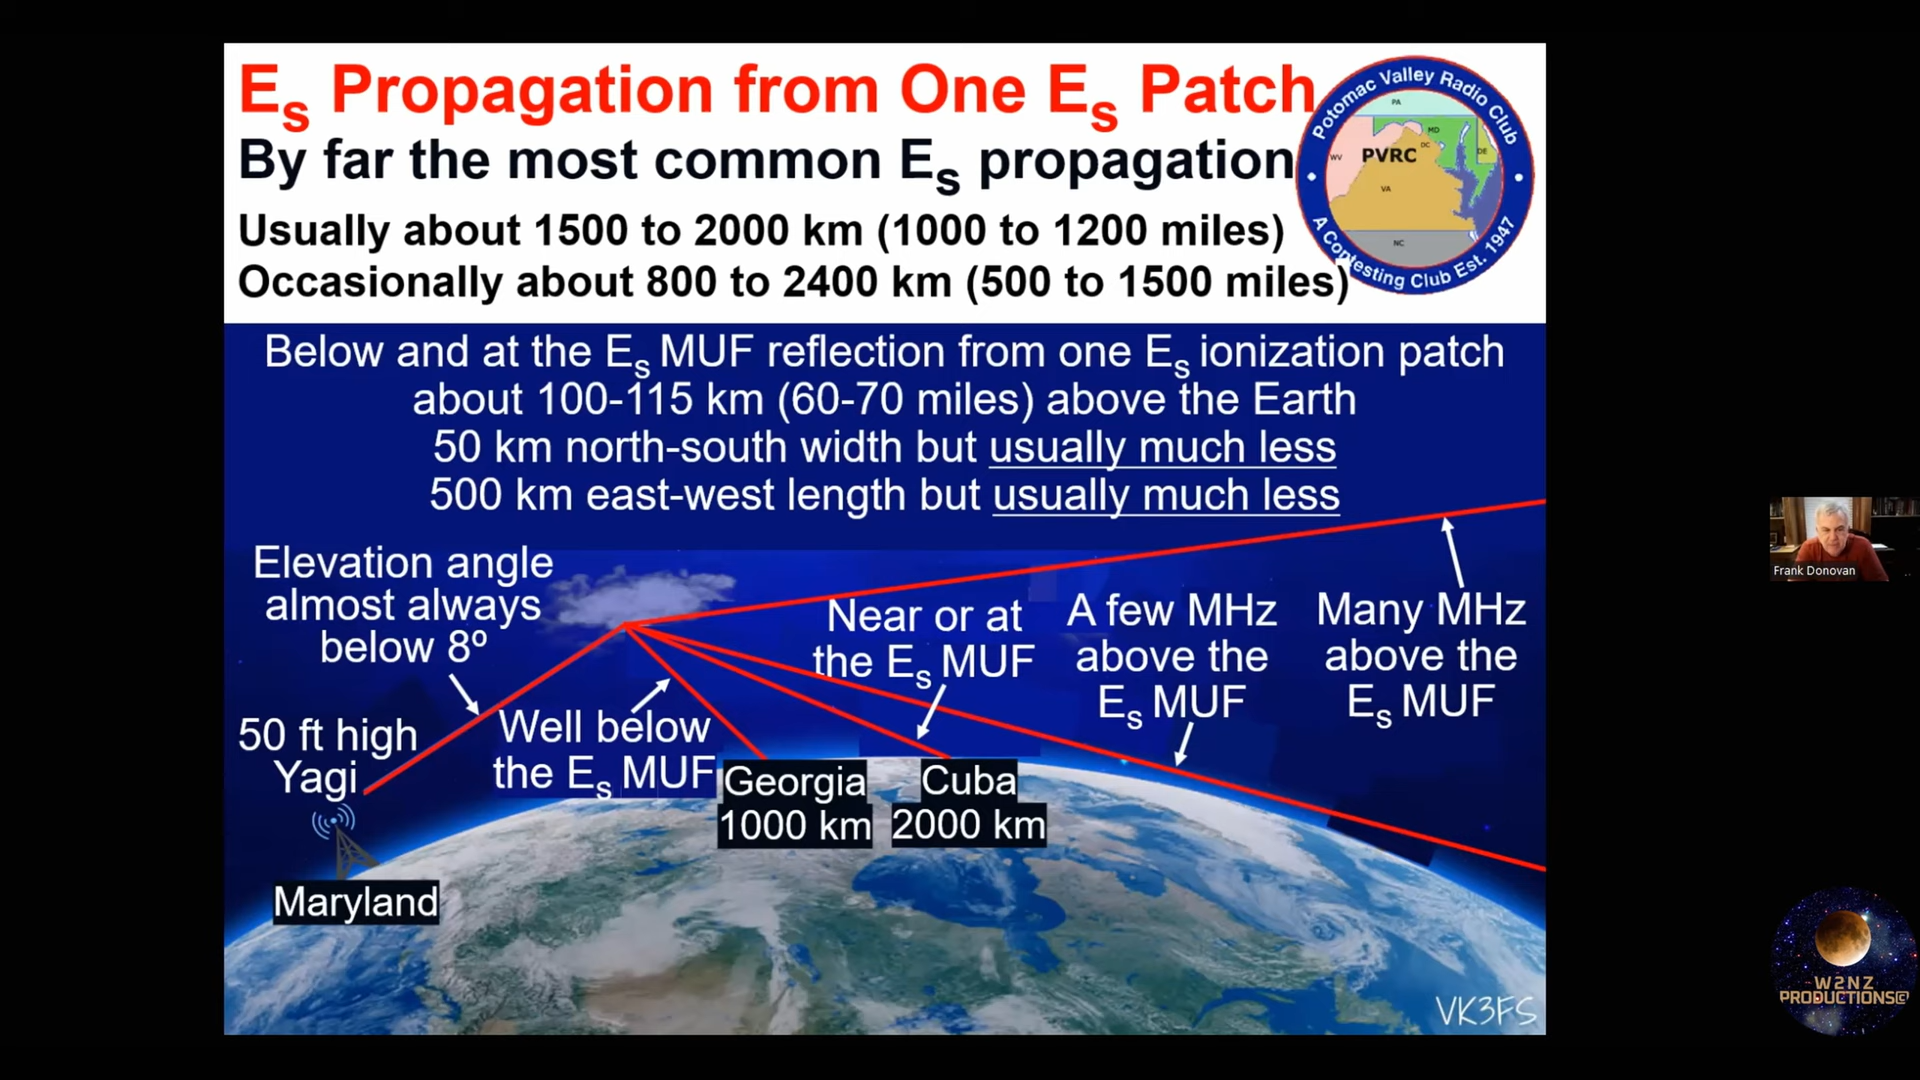 Es Propagation from One Es Patch
By far the most common Es propagation
Usually about 1500 to 2000 km (1000 to 1200 miles)
Occasionally about 800 to 2400 km (500 to 1500 miles)
Potomac Valley Radio Club
A Contesting Club Est. 1947
PA
MD
DC
DE
WV
PVRC
VA
NC
Below and at the Es MUF reflection from one Es ionization patch
about 100-115 km (60-70 miles) above the Earth
50 km north-south width but usually much less
500 km east-west length but usually much less
Elevation angle
almost always
below 8º
50 ft high
Yagi
Maryland
Well below
the Es MUF
Georgia
1000 km
Near or at
the Es MUF
Cuba
2000 km
A few MHz
above the
Es MUF
Many MHz
above the
Es MUF
VK3FS
Frank Donovan
W2NZ
PRODUCTIONS©